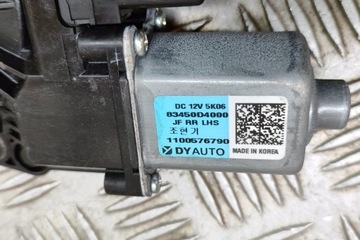 DC 12V 5K06
83450D4000
JF RR LHS
조현기
1100576790
DYAUTO
MADE IN KOREA